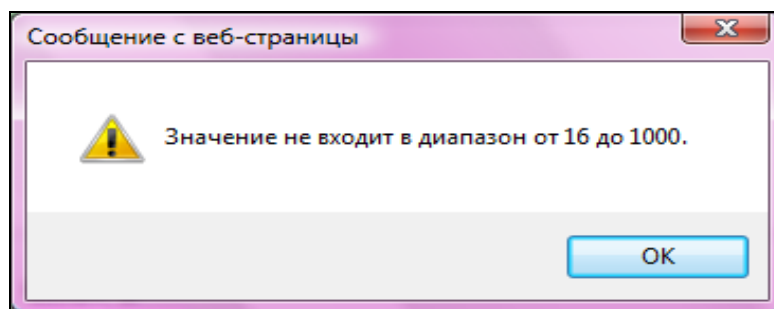 Сообщение с веб-страницы
Значение не входит в диапазон от 16 до 1000.
OK